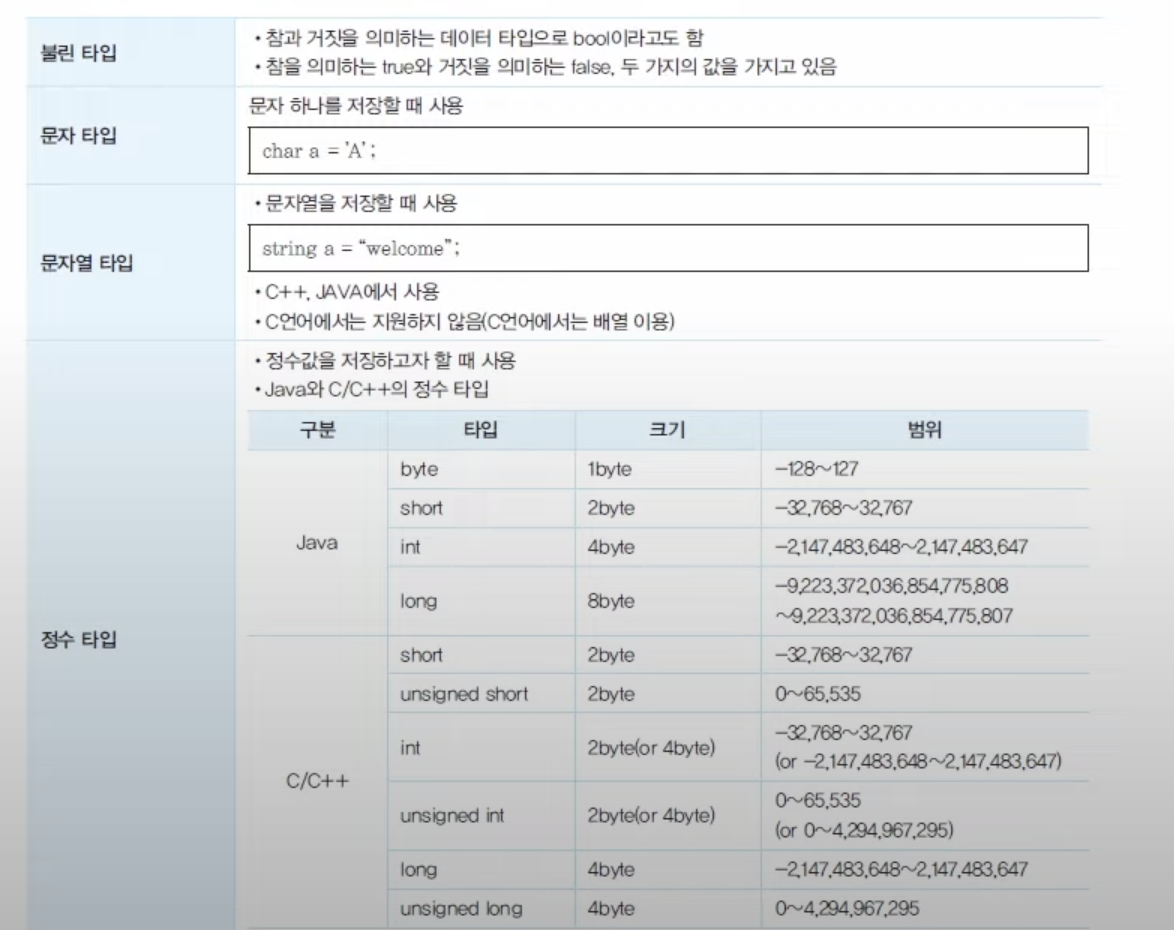 불린 타입
• 참과 거짓을 의미하는 데이터 타입으로 bool이라고도 함
• 참을 의미하는 true와 거짓을 의미하는 false, 두 가지의 값을 가지고 있음
문자 타입
문자 하나를 저장할 때 사용
char a = 'A';
문자열 타입
• 문자열을 저장할 때 사용
string a = “welcome”;
• C++, JAVA에서 사용
• C언어에서는 지원하지 않음(C언어에서는 배열 이용)
정수 타입
• 정수값을 저장하고자 할 때 사용
• Java와 C/C++의 정수 타입
구분 타입 크기 범위
Java
byte 1byte −128~127
short 2byte −32,768~32,767
int 4byte −2,147,483,648~2,147,483,647
long 8byte −9,223,372,036,854,775,808
~9,223,372,036,854,775,807
C/C++
short 2byte −32,768~32,767
unsigned short 2byte 0~65,535
int 2byte(or 4byte) −32,768~32,767
(or −2,147,483,648~2,147,483,647)
unsigned int 2byte(or 4byte) 0~65,535
(or 0~4,294,967,295)
long 4byte −2,147,483,648~2,147,483,647
unsigned long 4byte 0~4,294,967,295